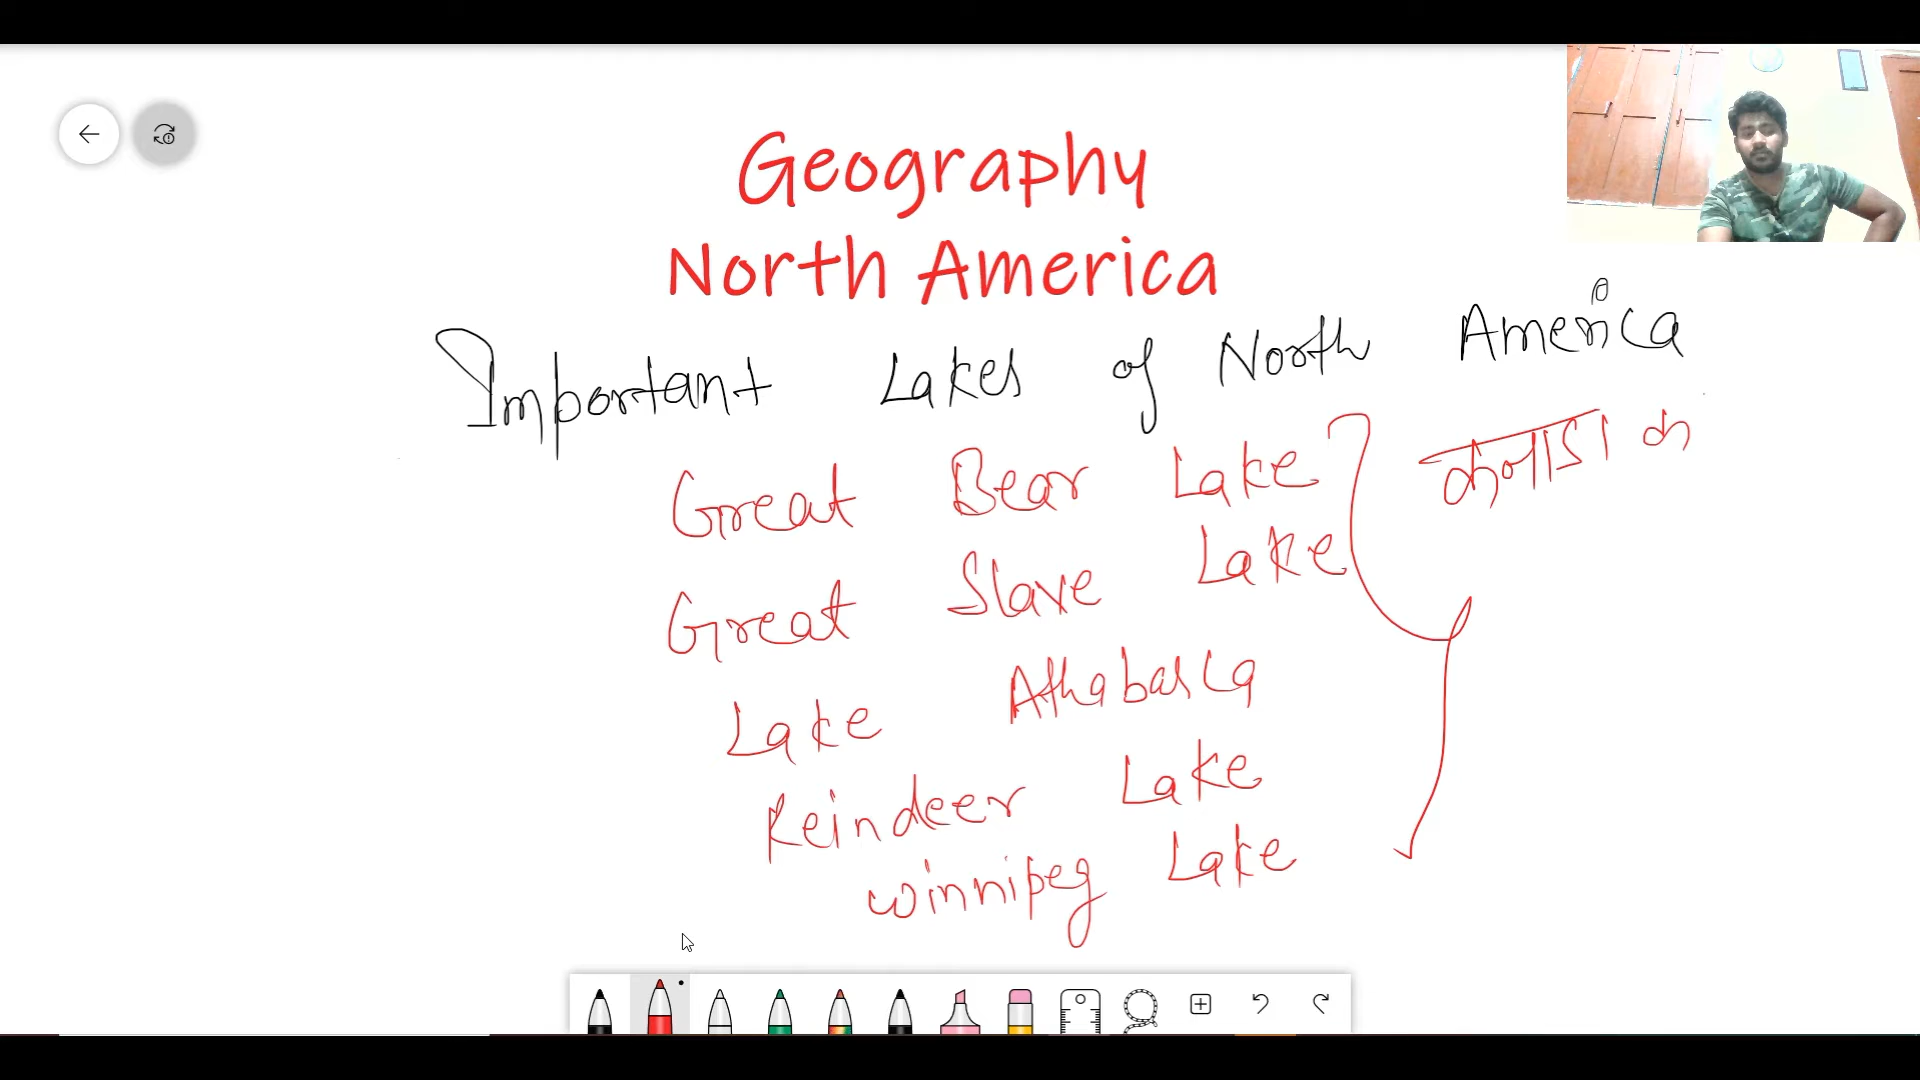 Geography
North America
Important Lakes of North America
Great Bear Lake
कनाडा क
Great Slave Lake
Lake Athabasca
Reindeer Lake
Winnipeg Lake